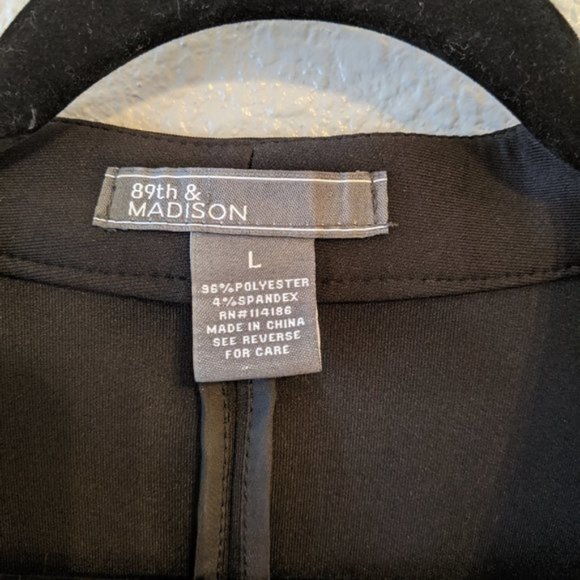 89th &
MADISON
L
96%POLYESTER
4%SPANDEX
RN#114186
MADE IN CHINA
SEE REVERSE
FOR CARE